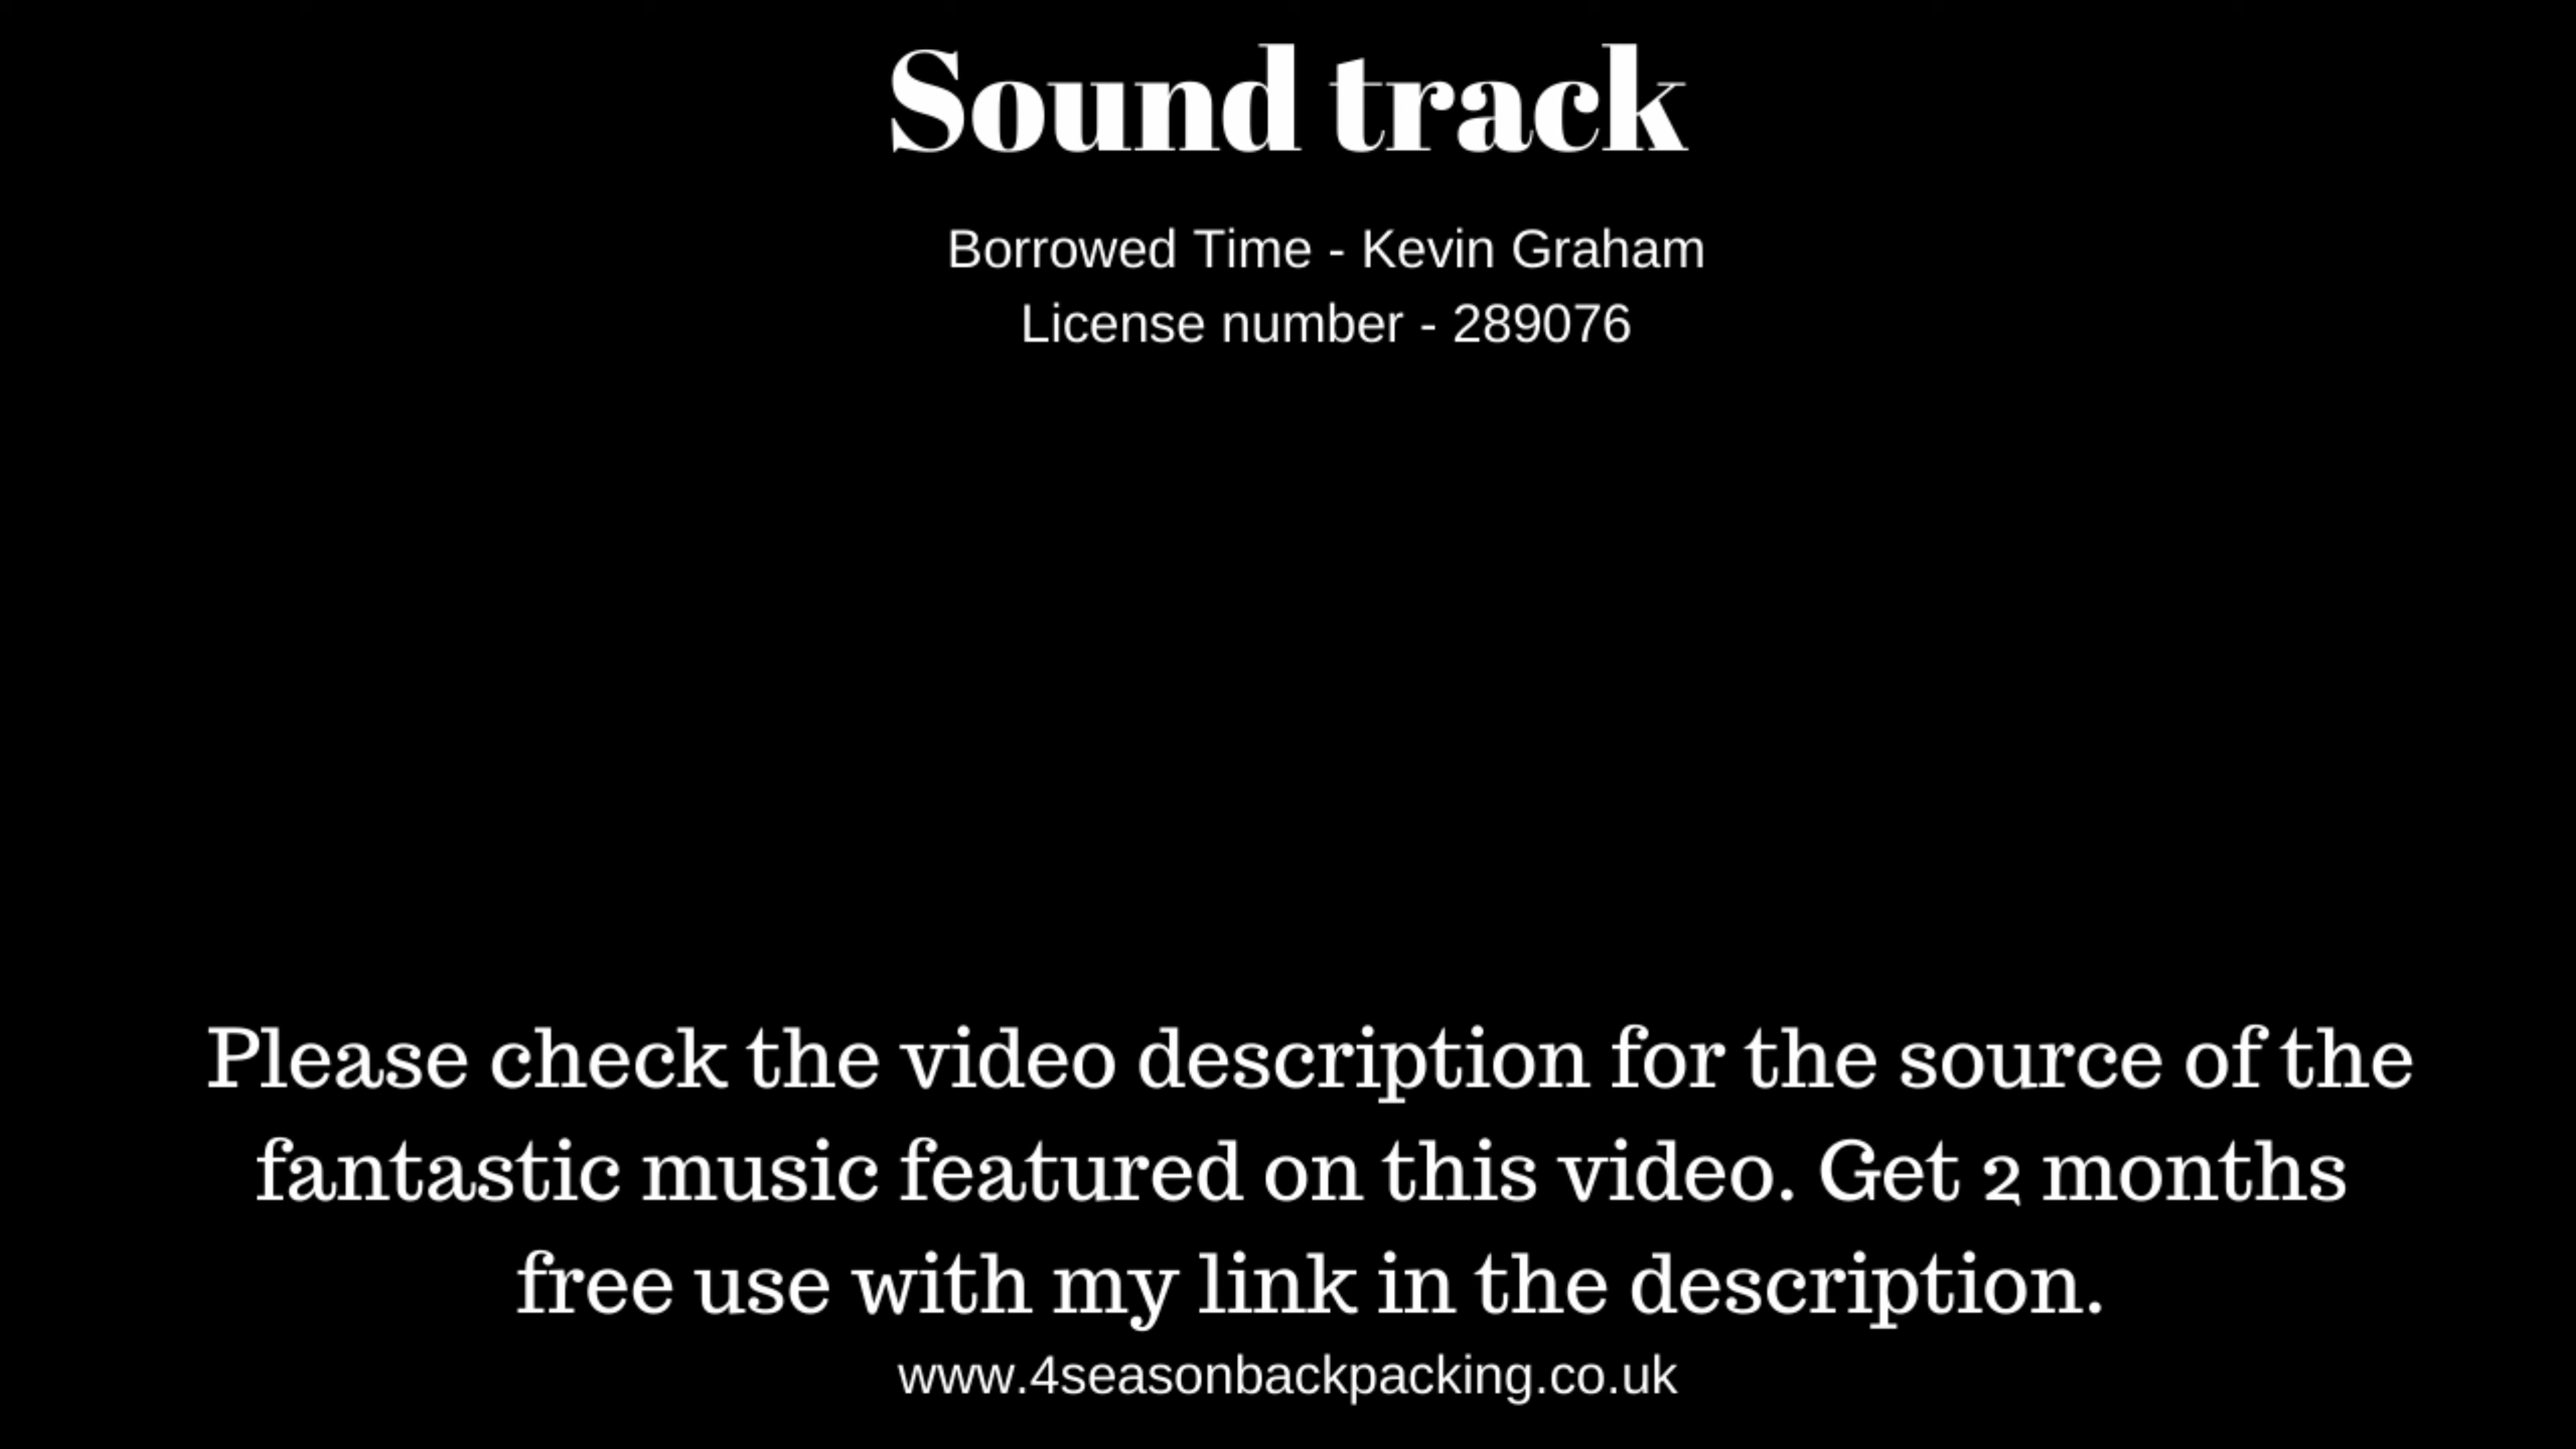 Sound track
Borrowed Time - Kevin Graham
License number - 289076
Please check the video description for the source of the
fantastic music featured on this video. Get 2 months
free use with my link in the description.
www.4seasonbackpacking.co.uk